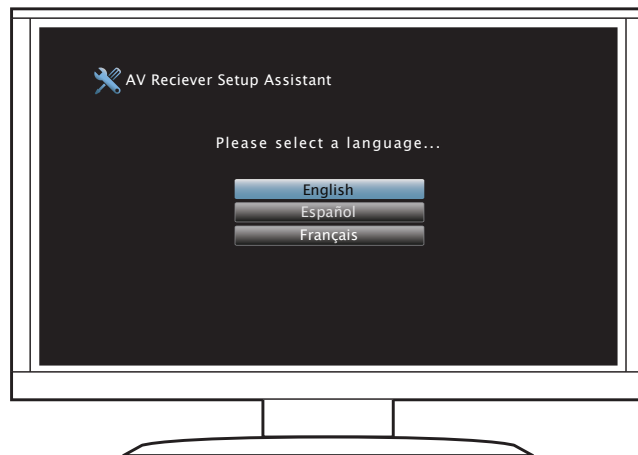 AV Reciever Setup Assistant
Please select a language...
English
Español
Français